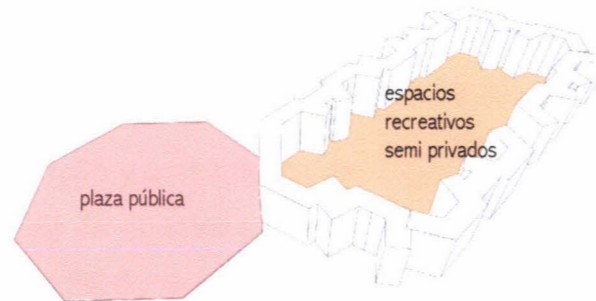 espacios
recreativos
semi privados
plaza pública